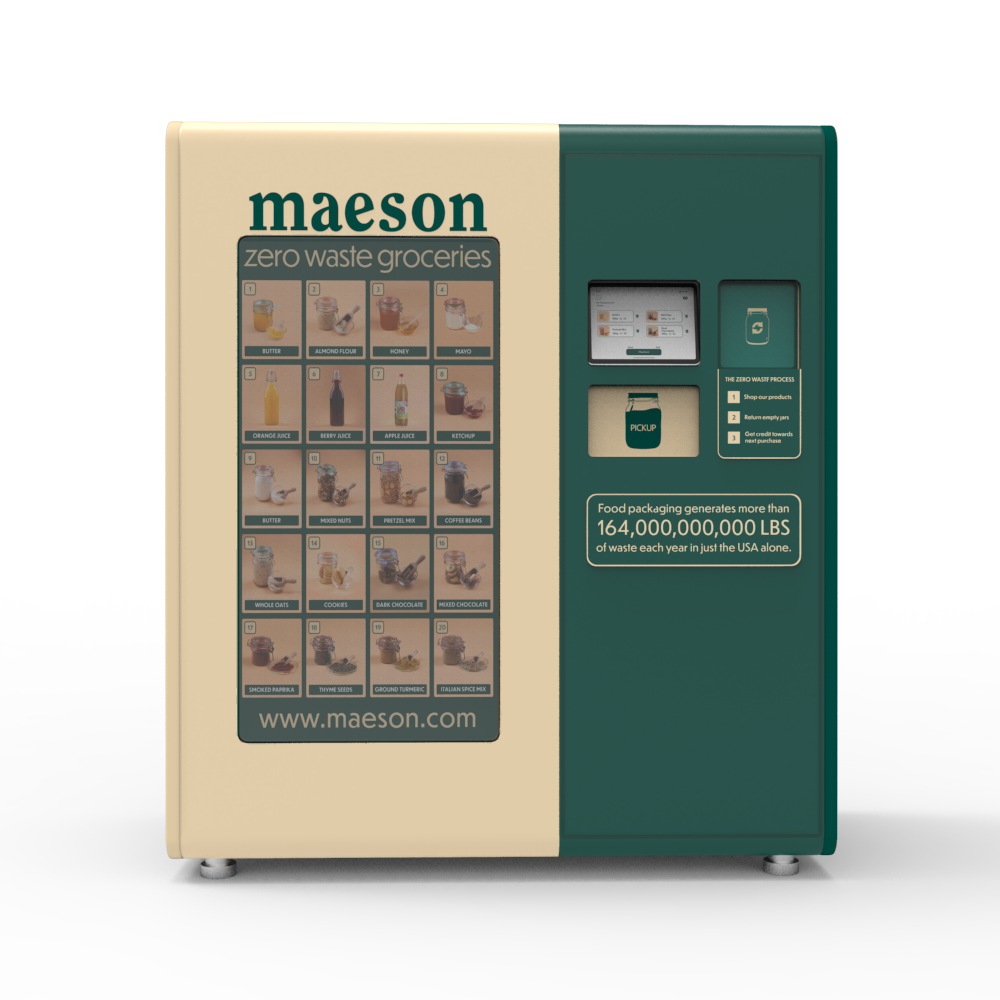 maeson
zero waste groceries
1
BUTTER
2
ALMOND FLOUR
3
HONEY
4
MAYO
5
ORANGE JUICE
6
BERRY JUICE
7
APPLE JUICE
8
KETCHUP
9
BUTTER
10
MIXED NUTS
11
PRETZEL MIX
12
COFFEE BEANS
13
WHOLE OATS
14
COOKIES
15
DARK CHOCOLATE
16
MIXED CHOCOLATE
17
SMOKED PAPRIKA
18
THYME SEEDS
19
GROUND TURMERIC
20
ITALIAN SPICE MIX
www.maeson.com
PICKUP
THE ZERO WASTE PROCESS
1 Shop our products
2 Return empty jars
3 Get credit towards
next purchase
Food packaging generates more than
164,000,000,000 LBS
of waste each year in just the USA alone.